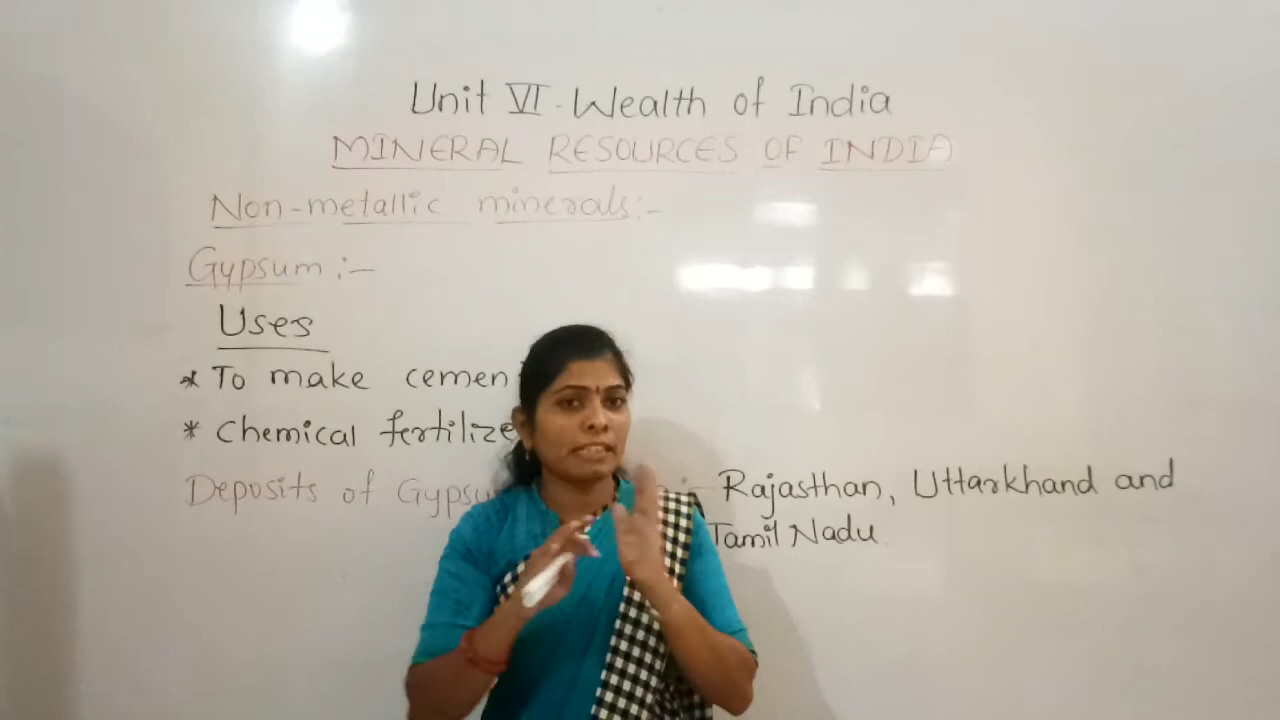 Unit VI - Wealth of India
MINERAL RESOURCES OF INDIA
Non-metallic minerals:-
Gypsum :-
Uses
* To make cemen
* Chemical fertilize
Deposits of Gypsu :- Rajasthan, Uttarkhand and
Tamil Nadu